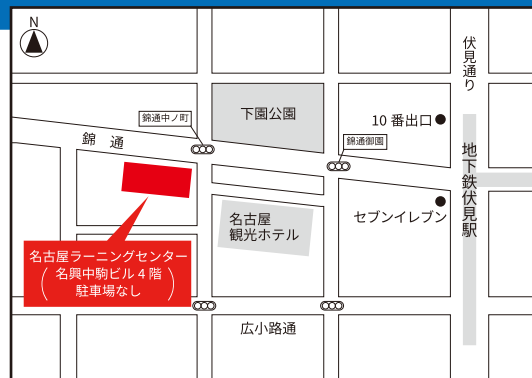 N
伏見通り
下園公園
10 番出口
錦通中ノ町
錦通御園
錦 通
地下鉄伏見駅
セブンイレブン
名古屋
観光ホテル
名古屋ラーニングセンター
(名興中駒ビル 4 階
駐車場なし)
広小路通